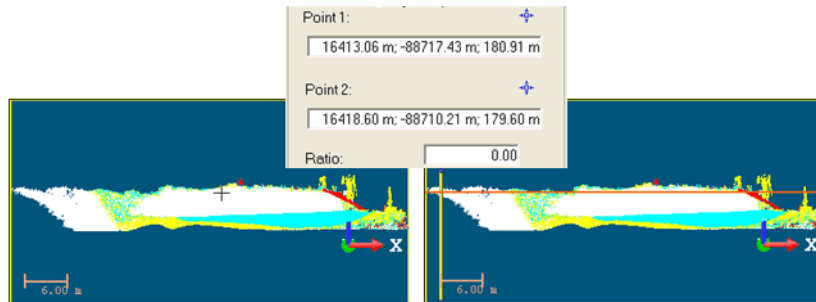 Point 1:
16413.06 m; -88717.43 m; 180.91 m
Point 2:
16418.60 m; -88710.21 m; 179.60 m
Ratio:
0.00
X
6.00 m
X
6.00 m